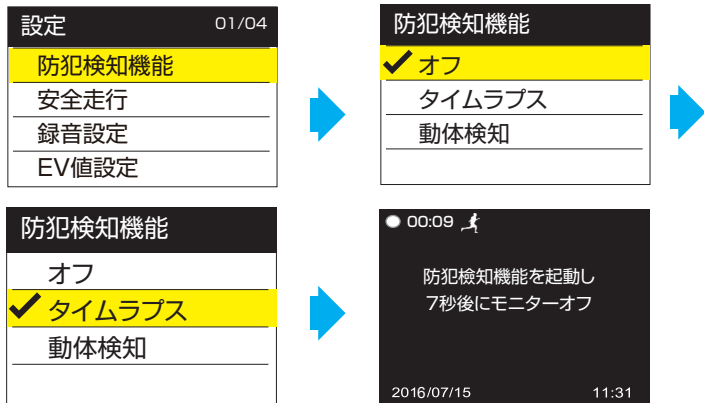 設定 01/04
防犯検知機能
安全走行
録音設定
EV値設定
防犯検知機能
オフ
タイムラプス
動体検知
防犯検知機能
オフ
タイムラプス
動体検知
00:09
防犯檢知機能を起動し
7秒後にモニターオフ
2016/07/15 11:31